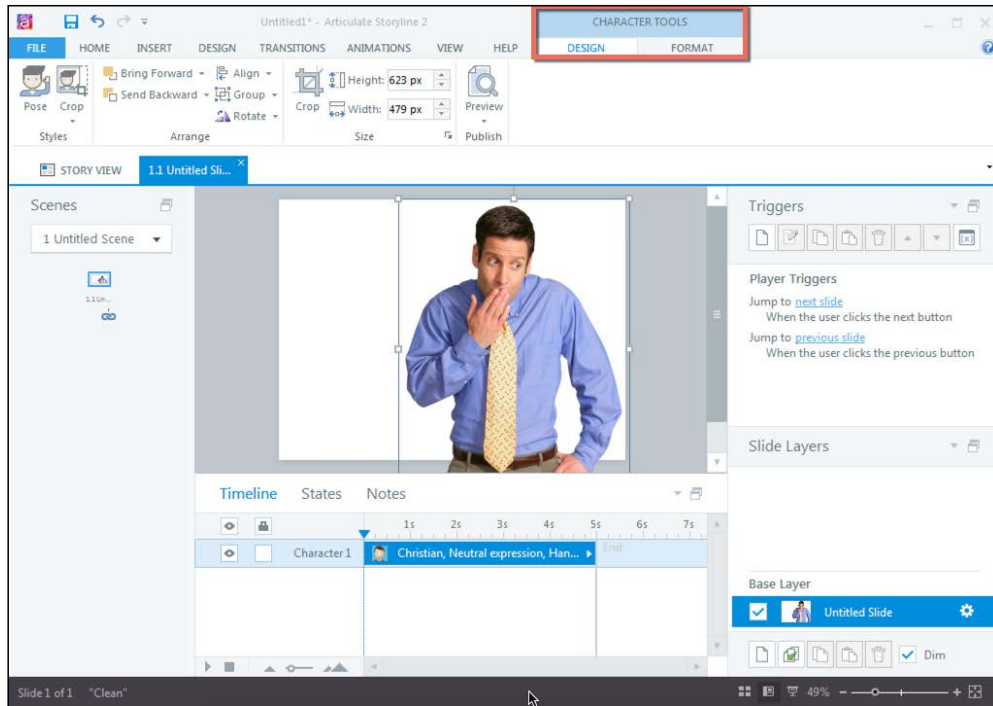 Untitled1* - Articulate Storyline 2
CHARACTER TOOLS
FILE HOME INSERT DESIGN TRANSITIONS ANIMATIONS VIEW HELP DESIGN FORMAT
Bring Forward Align
Send Backward Group
Rotate
Pose Crop
Crop
Height: 623 px
Width: 479 px
Preview
Styles Arrange Size Publish
STORY VIEW 1.1 Untitled Sli...
Scenes
1 Untitled Scene
1.1 Un...
Triggers
Player Triggers
Jump to next slide
When the user clicks the next button
Jump to previous slide
When the user clicks the previous button
Slide Layers
Timeline States Notes
1s 2s 3s 4s 5s 6s 7s
Character 1 Christian, Neutral expression, Han... End
Base Layer
Untitled Slide
Dim
Slide 1 of 1 "Clean" 49%